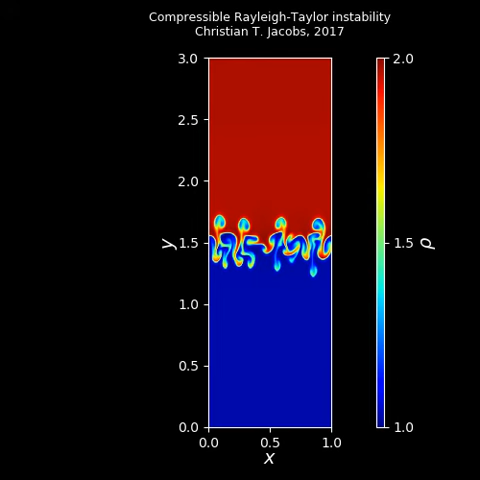 Compressible Rayleigh-Taylor instability
Christian T. Jacobs, 2017
3.0
2.5
2.0
1.5
1.0
0.5
0.0
y
0.0 0.5 1.0
x
2.0
1.5
1.0
ρ